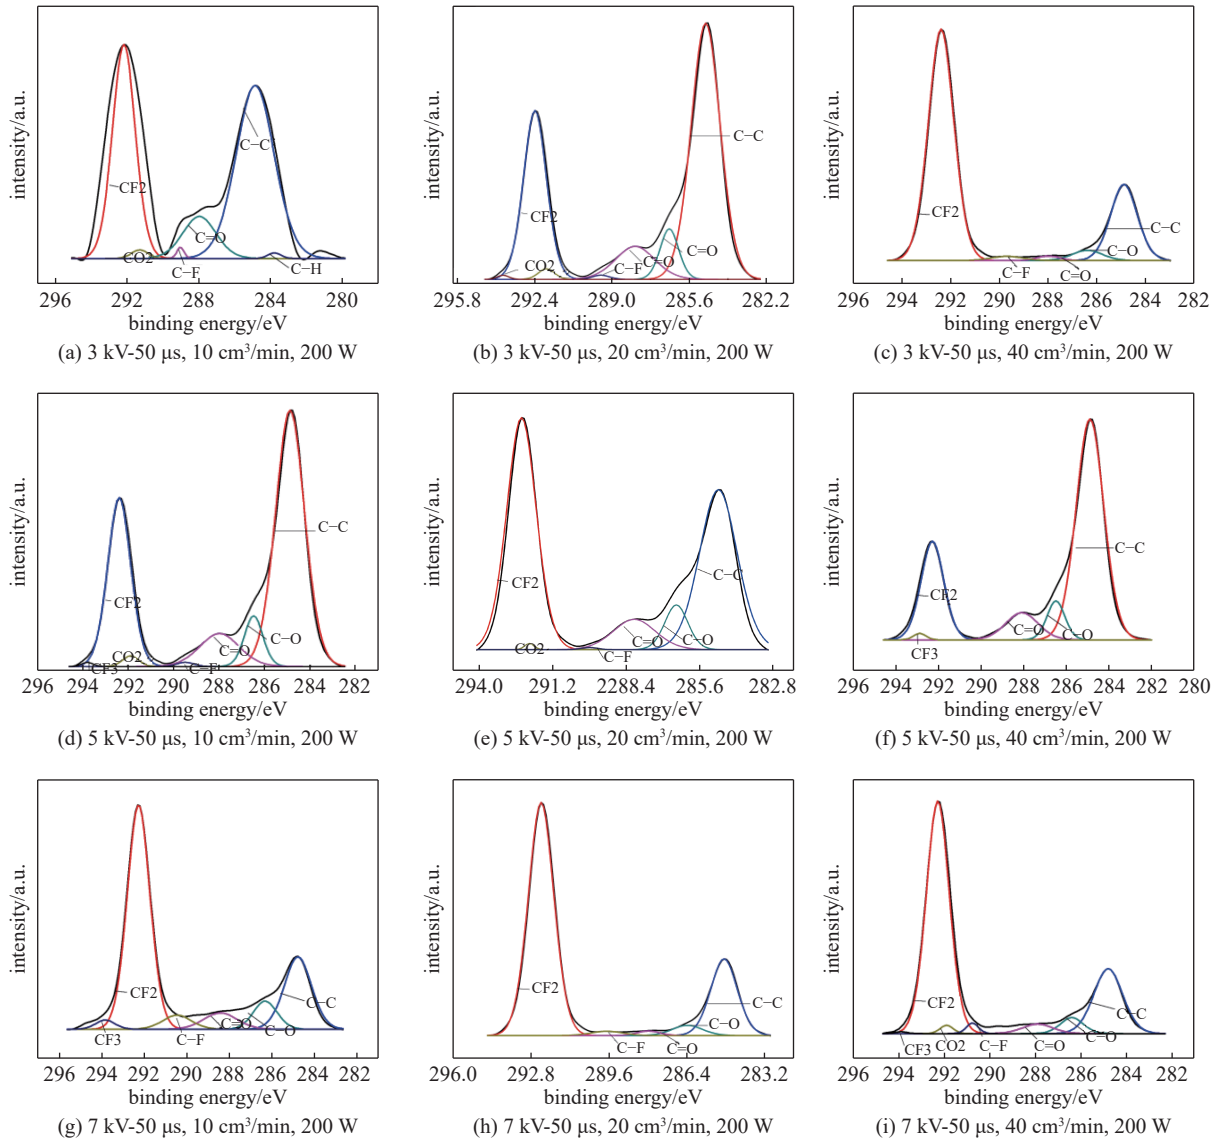 intensity/a.u.
CF2
CO2
C=O
C−F
C−C
C−H
296 292 288 284 280
binding energy/eV
(a) 3 kV-50 μs, 10 cm³/min, 200 W
intensity/a.u.
CF2
CO2
C−F
C=O
C=O
C−C
295.8 292.4 289.0 285.6 282.2
binding energy/eV
(b) 3 kV-50 μs, 20 cm³/min, 200 W
intensity/a.u.
CF2
C−F
C=O
C−O
C−C
294 292 290 288 286 284 282
binding energy/eV
(c) 3 kV-50 μs, 40 cm³/min, 200 W
intensity/a.u.
CF2
CF3
CO2
C−F
C=O
C−O
C−C
296 294 292 290 288 286 284 282
binding energy/eV
(d) 5 kV-50 μs, 10 cm³/min, 200 W
intensity/a.u.
CF2
CO2
C−F
C=O
C−O
C−C
294.0 291.2 2288.4 285.6 282.8
binding energy/eV
(e) 5 kV-50 μs, 20 cm³/min, 200 W
intensity/a.u.
CF2
CF3
C=O
C=O
C−C
296 294 292 290 288 286 284 282 280
binding energy/eV
(f) 5 kV-50 μs, 40 cm³/min, 200 W
intensity/a.u.
CF2
CF3
C−F
C=O
C−O
C−C
296 294 292 290 288 286 284 282
binding energy/eV
(g) 7 kV-50 μs, 10 cm³/min, 200 W
intensity/a.u.
CF2
C−F
C=O
C−O
C−C
296.0 292.8 289.6 286.4 283.2
binding energy/eV
(h) 7 kV-50 μs, 20 cm³/min, 200 W
intensity/a.u.
CF2
CF3
CO2
C−F
C=O
C=O
C−C
296 294 292 290 288 286 284 282
binding energy/eV
(i) 7 kV-50 μs, 40 cm³/min, 200 W